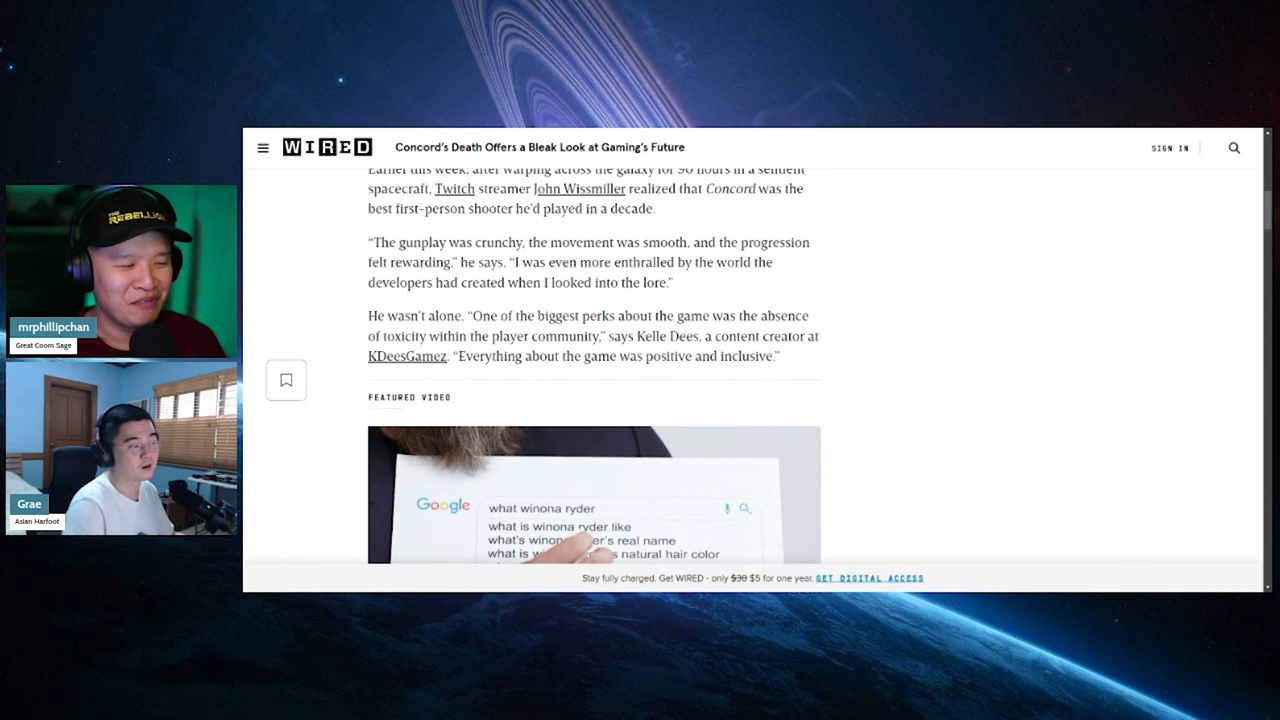 WIRED
Concord's Death Offers a Bleak Look at Gaming's Future
SIGN IN
Earlier this week, after warping across the galaxy for 90 hours in a sentient
spacecraft, Twitch streamer John Wissmiller realized that Concord was the
best first-person shooter he'd played in a decade.
“The gunplay was crunchy, the movement was smooth, and the progression
felt rewarding,” he says. “I was even more enthralled by the world the
developers had created when I looked into the lore.”
He wasn't alone. “One of the biggest perks about the game was the absence
of toxicity within the player community,” says Kelle Dees, a content creator at
KDeesGamez. “Everything about the game was positive and inclusive.”
FEATURED VIDEO
Google
what winona ryder
what is winona ryder like
what's winon er's real name
what is wi s natural hair color
Stay fully charged. Get WIRED - only $30 $5 for one year. GET DIGITAL ACCESS
THE
REBELLI
mrphillipchan
Great Coom Sage
Grae
Asian Harfoot